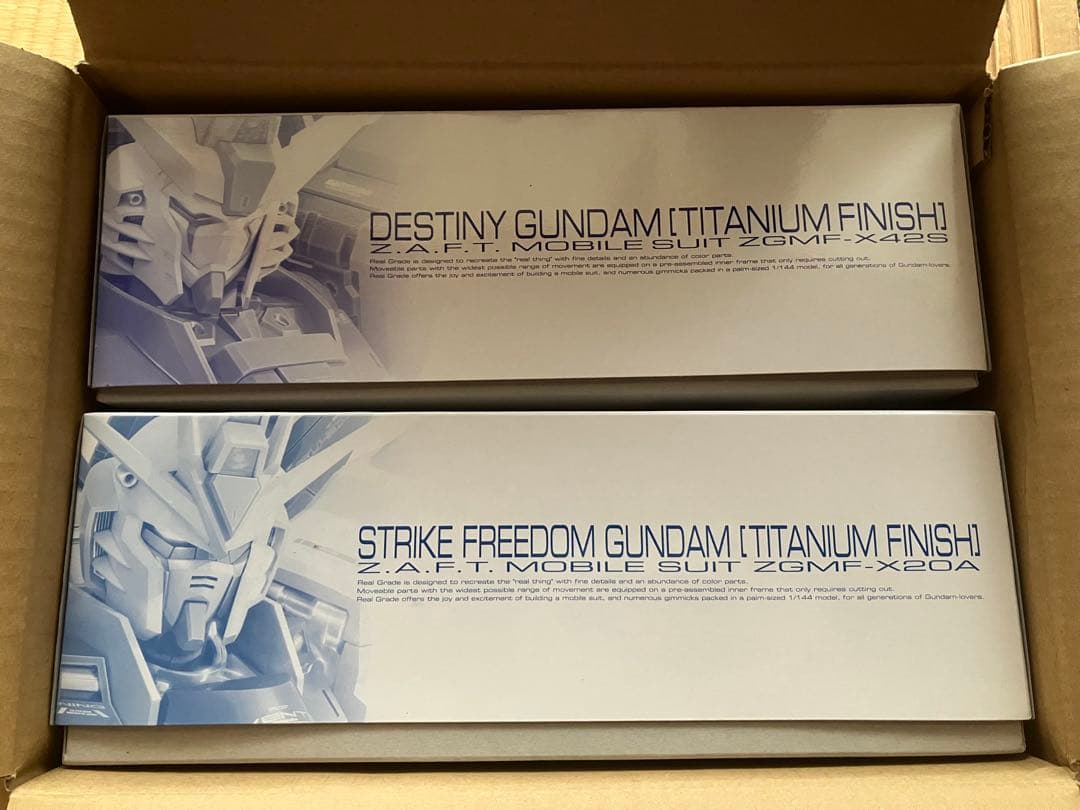 DESTINY GUNDAM [TITANIUM FINISH]
Z.A.F.T. MOBILE SUIT ZGMF-X42S
Real Grade is designed to recreate the "real thing" with fine details and an abundance of color parts.
Moveable parts with the widest possible range of movement are equipped on a pre-assembled inner frame that only requires cutting out.
Real Grade offers the joy and excitement of building a mobile suit, and numerous gimmicks packed in a palm-sized 1/144 model, for all generations of Gundam-lovers.
STRIKE FREEDOM GUNDAM [TITANIUM FINISH]
Z.A.F.T. MOBILE SUIT ZGMF-X20A
Real Grade is designed to recreate the "real thing" with fine details and an abundance of color parts.
Moveable parts with the widest possible range of movement are equipped on a pre-assembled inner frame that only requires cutting out.
Real Grade offers the joy and excitement of building a mobile suit, and numerous gimmicks packed in a palm-sized 1/144 model, for all generations of Gundam-lovers.